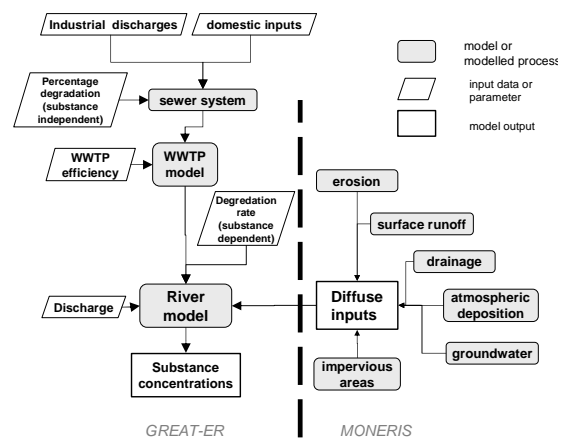 Industrial discharges
domestic inputs
model or
modelled process
Percentage
degradation
(substance
independent)
sewer system
input data or
parameter
model output
WWTP
efficiency
WWTP
model
erosion
Degredation
rate
(substance
dependent)
surface runoff
drainage
Discharge
River
model
Diffuse
inputs
atmospheric
deposition
groundwater
Substance
concentrations
impervious
areas
GREAT-ER
MONERIS